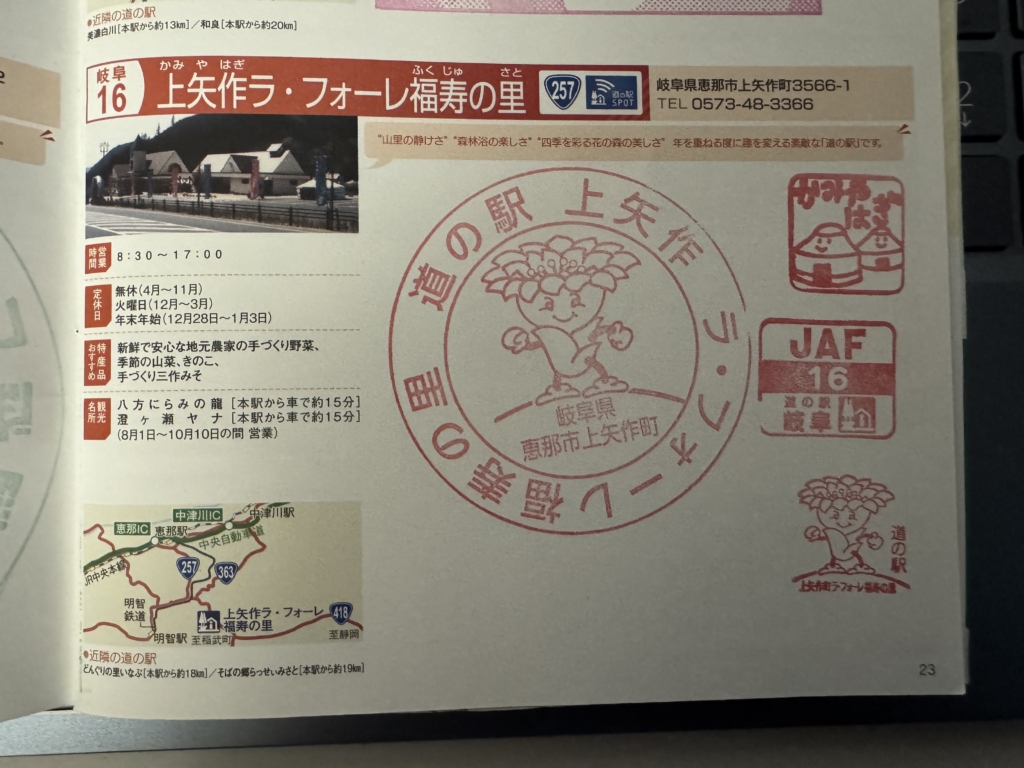 ●近隣の道の駅
美濃白川[本駅から約13km]／和良[本駅から約20km]
岐阜
16
かみ や はぎ ふくじゅ さと
上矢作ラ・フォーレ福寿の里
257
道の駅
SPOT
岐阜県恵那市上矢作町3566-1
TEL 0573-48-3366
"山里の静けさ" "森林浴の楽しさ" "四季を彩る花の森の美しさ" 年を重ねる度に趣を変える素敵な「道の駅」です。
営業時間
8:30～17:00
定休日
無休(4月～11月)
火曜日(12月～3月)
年末年始(12月28日～1月3日)
特産品おすすめ
新鮮で安心な地元農家の手づくり野菜、
季節の山菜、きのこ、
手づくり三作みそ
観光名所
八方にらみの龍 [本駅から車で約15分]
澄ヶ瀬ヤナ [本駅から車で約15分]
(8月1日～10月10日の間 営業)
道の駅 上矢作 ラ・フォーレ福寿の里
岐阜県
恵那市上矢作町
かみやはぎ
JAF
16
道の駅
岐阜
道の駅
上矢作町ラ・フォーレ福寿の里
恵那IC
恵那駅
中津川IC
中津川駅
中央自動車道
JR中央本線
257
363
明智
鉄道
明智駅
上矢作ラ・フォーレ
福寿の里
418
至稲武町
至静岡
●近隣の道の駅
どんぐりの里いなぶ[本駅から約18km]／そばの郷らっせぃみさと[本駅から約19km]
23